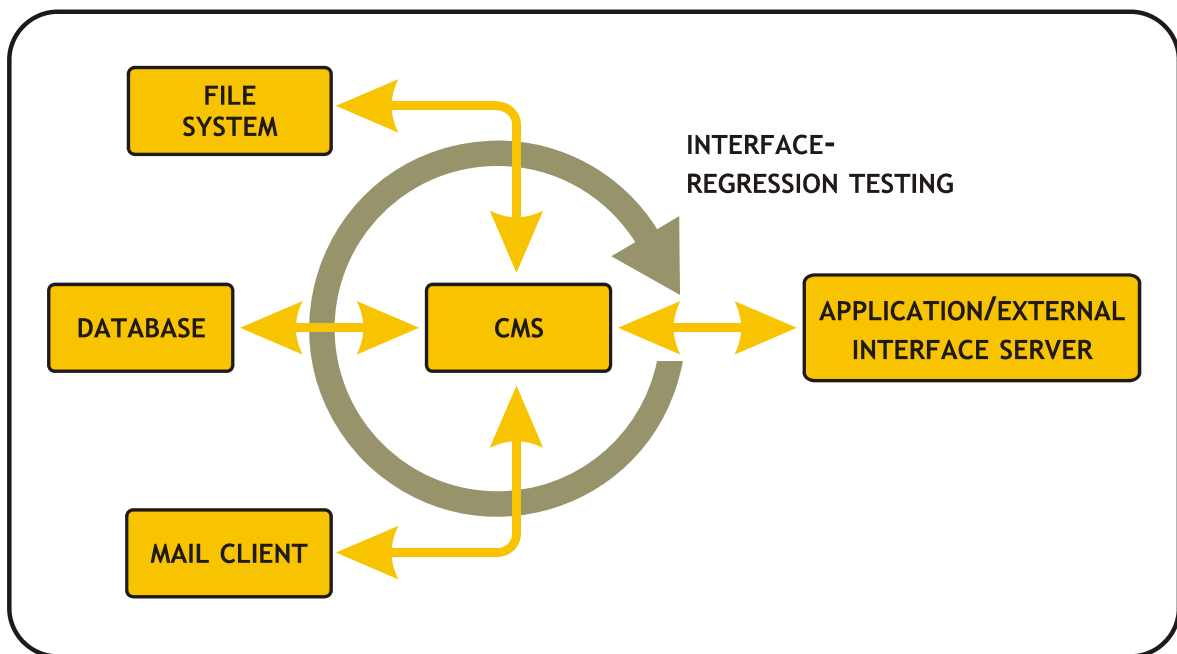 FILE
SYSTEM
INTERFACE-
REGRESSION TESTING
DATABASE
CMS
APPLICATION/EXTERNAL
INTERFACE SERVER
MAIL CLIENT